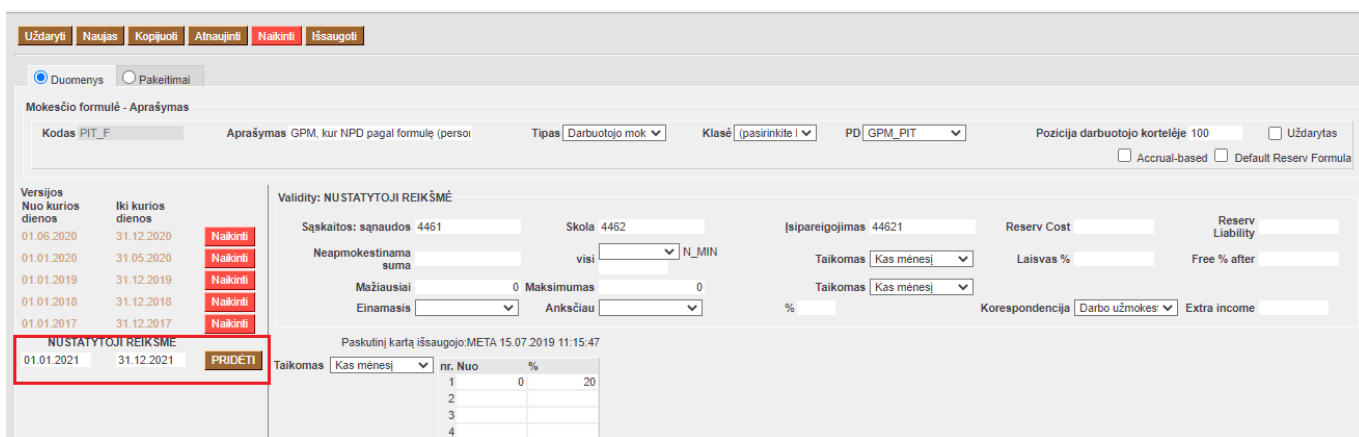 Uždaryti Naujas Kopijuoti Atnaujinti Naikinti Išsaugoti
Duomenys Pakeitimai
Mokesčio formulė - Aprašymas
Kodas PIT_F Aprašymas GPM, kur NPD pagal formulę (persoi Tipas Darbuotojo mok Klasė (pasirinkite l PD GPM_PIT Pozicija darbuotojo kortelėje 100 Uždarytas
Accrual-based Default Reserv Formula
Versijos
Nuo kurios dienos Iki kurios dienos
01.06.2020 31.12.2020 Naikinti
01.01.2020 31.05.2020 Naikinti
01.01.2019 31.12.2019 Naikinti
01.01.2018 31.12.2018 Naikinti
01.01.2017 31.12.2017 Naikinti
NUSTATYTOJI REIKŠMĖ
01.01.2021 31.12.2021 PRIDĖTI
Validity: NUSTATYTOJI REIKŠMĖ
Sąskaitos: sąnaudos 4461 Skola 4462 Įsipareigojimas 44621 Reserv Cost Reserv Liability
Neapmokestinama suma visi N_MIN Taikomas Kas mėnesį Laisvas % Free % after
Mažiausiai 0 Maksimumas 0 Taikomas Kas mėnesį
Einamasis Anksčiau % Korespondencija Darbo užmokes Extra income
Paskutinį kartą išsaugojo:META 15.07.2019 11:15:47
Taikomas Kas mėnesį nr. Nuo %
1 0 20
2
3
4